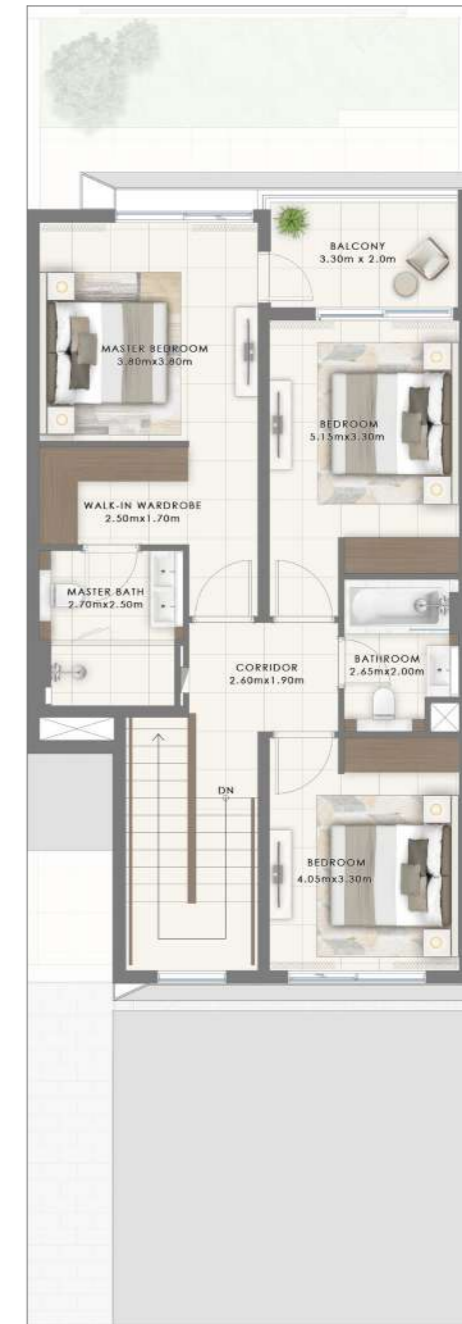 BALCONY
3.30m x 2.0m
MASTER BEDROOM
3.80mx3.80m
BEDROOM
5.15mx3.30m
WALK-IN WARDROBE
2.50mx1.70m
MASTER BATH
2.70mx2.50m
CORRIDOR
2.60mx1.90m
BATHROOM
2.65mx2.00m
DN
BEDROOM
4.05mx3.30m